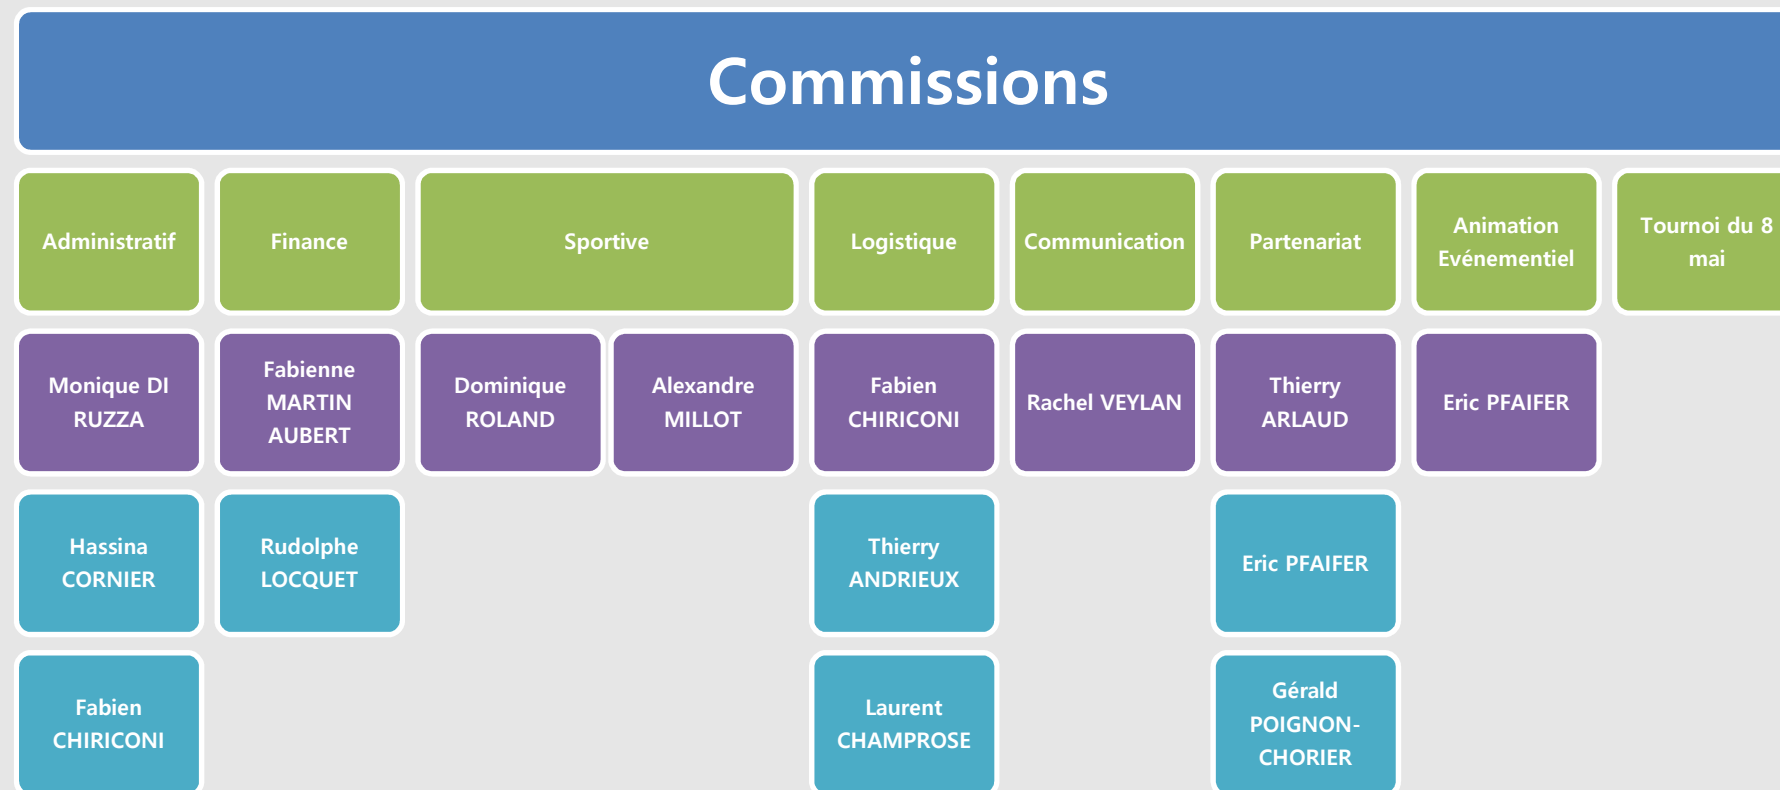 Commissions
Administratif
Finance
Sportive
Logistique
Communication
Partenariat
Animation
Evénementiel
Tournoi du 8
mai
Monique DI
RUZZA
Fabienne
MARTIN
AUBERT
Dominique
ROLAND
Alexandre
MILLOT
Fabien
CHIRICONI
Rachel VEYLAN
Thierry
ARLAUD
Eric PFAIFER
Hassina
CORNIER
Rudolphe
LOCQUET
Thierry
ANDRIEUX
Eric PFAIFER
Fabien
CHIRICONI
Laurent
CHAMPROSE
Gérald
POIGNON-
CHORIER